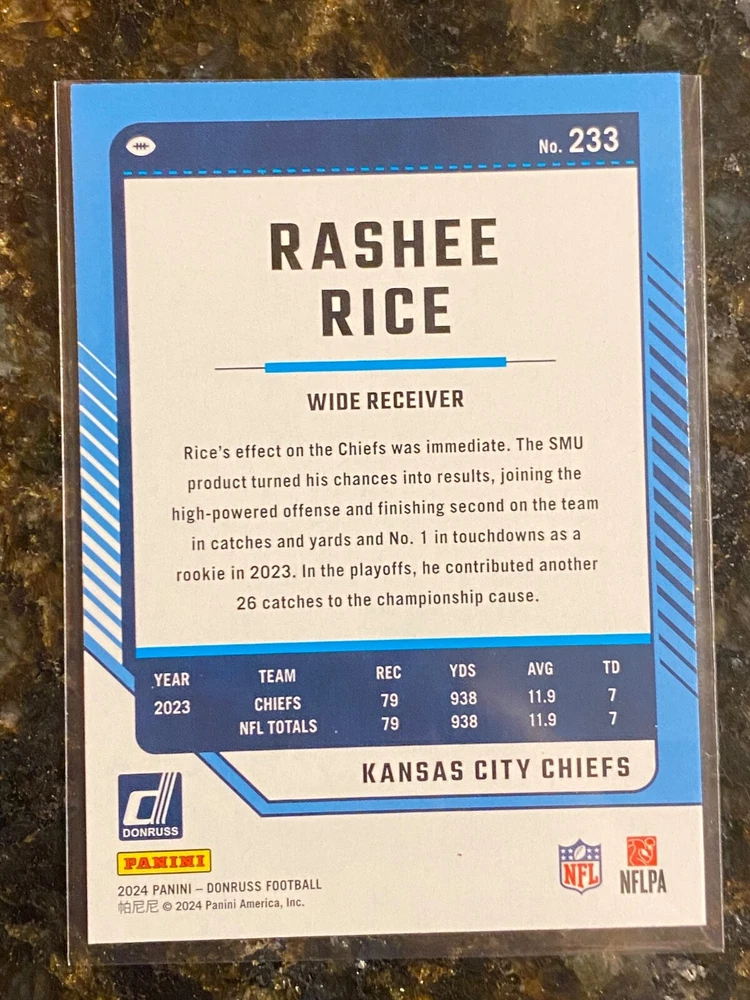 No. 233
RASHEE
RICE
WIDE RECEIVER
Rice's effect on the Chiefs was immediate. The SMU
product turned his chances into results, joining the
high-powered offense and finishing second on the team
in catches and yards and No. 1 in touchdowns as a
rookie in 2023. In the playoffs, he contributed another
26 catches to the championship cause.
YEAR TEAM REC YDS AVG TD
2023 CHIEFS 79 938 11.9 7
NFL TOTALS 79 938 11.9 7
KANSAS CITY CHIEFS
d
DONRUSS
PANINI
NFL
NFLPA
2024 PANINI – DONRUSS FOOTBALL
帕尼尼 © 2024 Panini America, Inc.